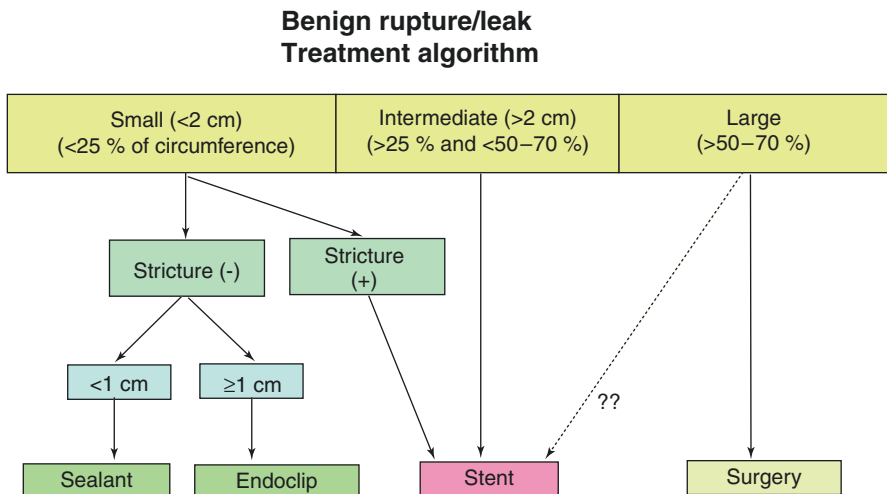 Benign rupture/leak
Treatment algorithm
Small (<2 cm)
(<25 % of circumference)
Intermediate (>2 cm)
(>25 % and <50–70 %)
Large
(>50–70 %)
Stricture (-)
Stricture
(+)
<1 cm
≥1 cm
??
Sealant
Endoclip
Stent
Surgery